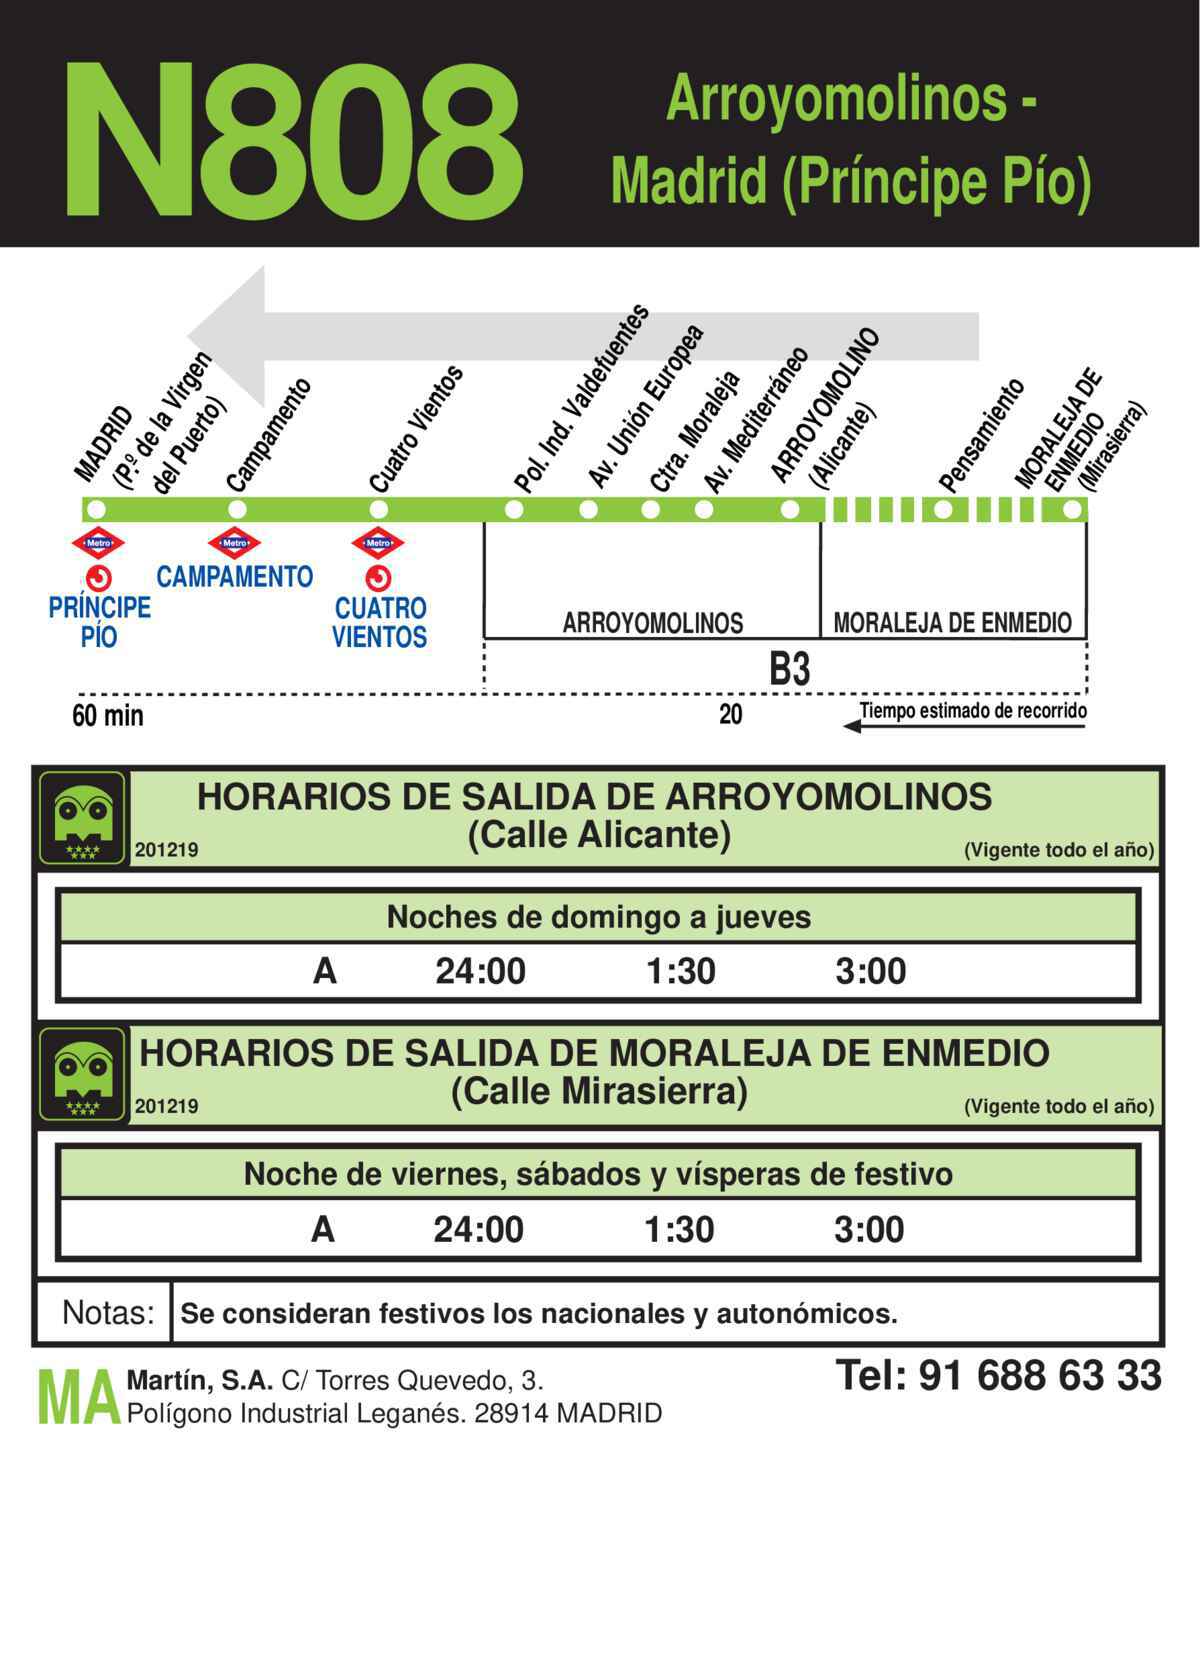 N808
Arroyomolinos -
Madrid (Príncipe Pío)
MADRID
(P.º de la Virgen
del Puerto)
Campamento
Cuatro Vientos
Pol. Ind. Valdefuentes
Av. Unión Europea
Ctra. Moraleja
Av. Mediterráneo
ARROYOMOLINO
(Alicante)
Pensamiento
MORALEJA DE
ENMEDIO
(Mirasierra)
Metro
Metro
Metro
PRÍNCIPE
PÍO
CAMPAMENTO
CUATRO
VIENTOS
ARROYOMOLINOS
MORALEJA DE ENMEDIO
B3
60 min
20
Tiempo estimado de recorrido
HORARIOS DE SALIDA DE ARROYOMOLINOS
(Calle Alicante)
201219
(Vigente todo el año)
Noches de domingo a jueves
A 24:00 1:30 3:00
HORARIOS DE SALIDA DE MORALEJA DE ENMEDIO
(Calle Mirasierra)
201219
(Vigente todo el año)
Noche de viernes, sábados y vísperas de festivo
A 24:00 1:30 3:00
Notas: Se consideran festivos los nacionales y autonómicos.
MA
Martín, S.A. C/ Torres Quevedo, 3.
Polígono Industrial Leganés. 28914 MADRID
Tel: 91 688 63 33